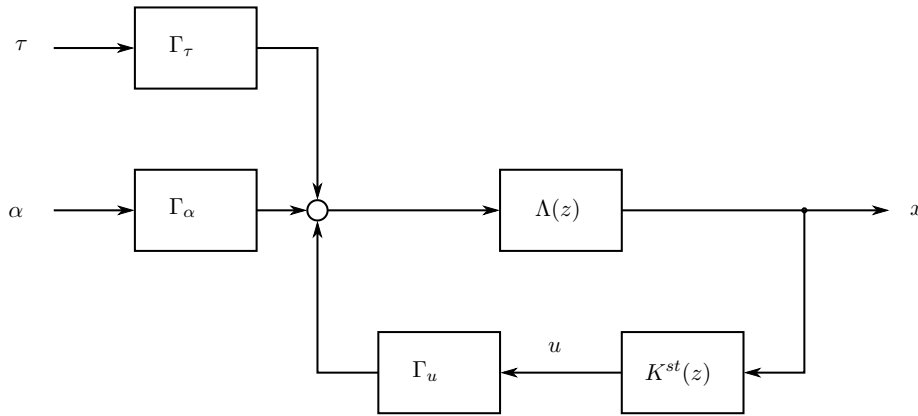 τ Γ_τ
α Γ_α Λ(z) x
u
Γ_u K^{st}(z)